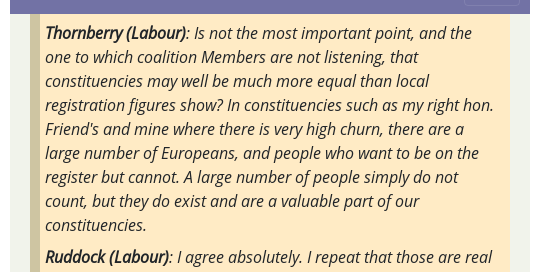 Thornberry (Labour): Is not the most important point, and the
one to which coalition Members are not listening, that
constituencies may well be much more equal than local
registration figures show? In constituencies such as my right hon.
Friend's and mine where there is very high churn, there are a
large number of Europeans, and people who want to be on the
register but cannot. A large number of people simply do not
count, but they do exist and are a valuable part of our
constituencies.
Ruddock (Labour): I agree absolutely. I repeat that those are real